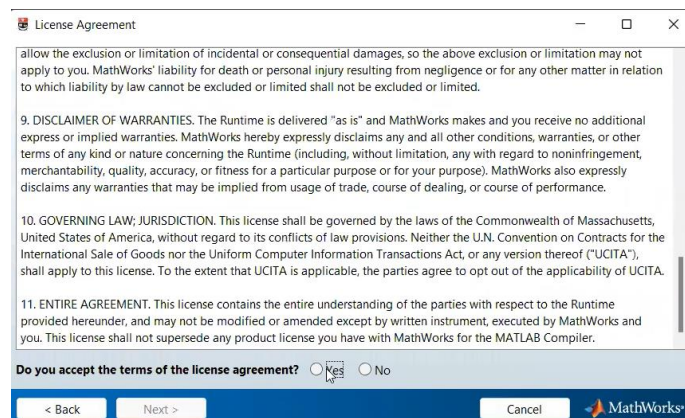 License Agreement
allow the exclusion or limitation of incidental or consequential damages, so the above exclusion or limitation may not
apply to you. MathWorks' liability for death or personal injury resulting from negligence or for any other matter in relation
to which liability by law cannot be excluded or limited shall not be excluded or limited.
9. DISCLAIMER OF WARRANTIES. The Runtime is delivered "as is" and MathWorks makes and you receive no additional
express or implied warranties. MathWorks hereby expressly disclaims any and all other conditions, warranties, or other
terms of any kind or nature concerning the Runtime (including, without limitation, any with regard to noninfringement,
merchantability, quality, accuracy, or fitness for a particular purpose or for your purpose). MathWorks also expressly
disclaims any warranties that may be implied from usage of trade, course of dealing, or course of performance.
10. GOVERNING LAW; JURISDICTION. This license shall be governed by the laws of the Commonwealth of Massachusetts,
United States of America, without regard to its conflicts of law provisions. Neither the U.N. Convention on Contracts for the
International Sale of Goods nor the Uniform Computer Information Transactions Act, or any version thereof ("UCITA"),
shall apply to this license. To the extent that UCITA is applicable, the parties agree to opt out of the applicability of UCITA.
11. ENTIRE AGREEMENT. This license contains the entire understanding of the parties with respect to the Runtime
provided hereunder, and may not be modified or amended except by written instrument, executed by MathWorks and
you. This license shall not supersede any product license you have with MathWorks for the MATLAB Compiler.
Do you accept the terms of the license agreement? Yes No
< Back Next > Cancel MathWorks®